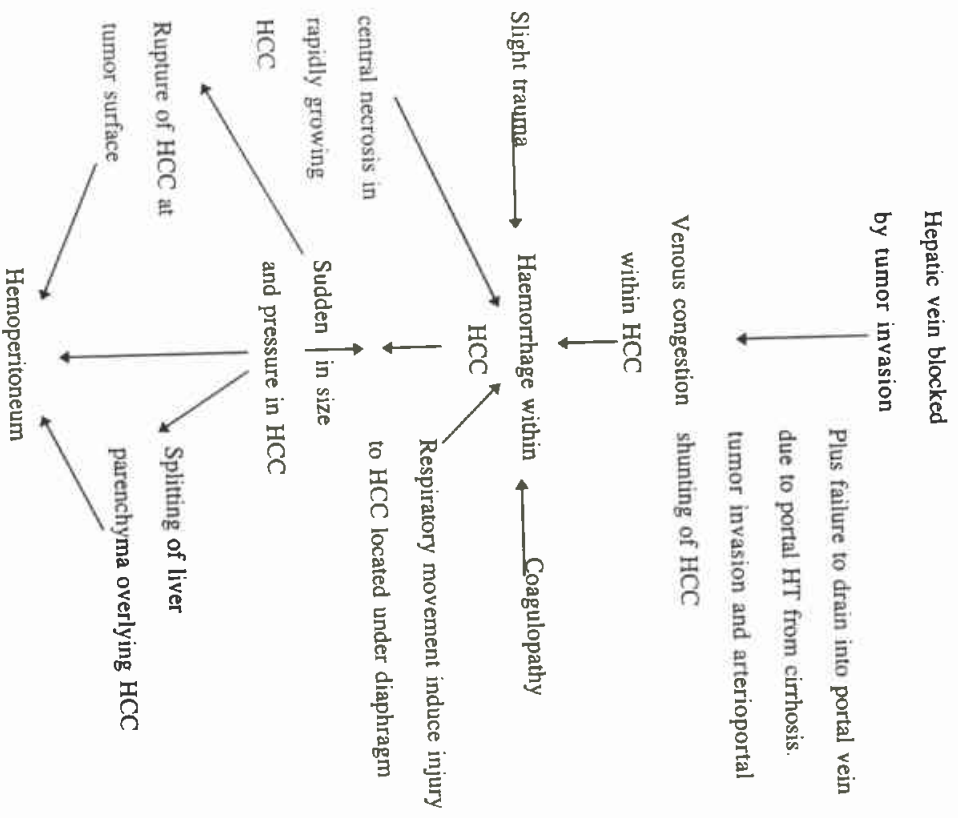 Hepatic vein blocked
by tumor invasion
Plus failure to drain into portal vein
due to portal HT from cirrhosis.
tumor invasion and arterioportal
shunting of HCC
Venous congestion
within HCC
Slight trauma
Haemorrhage within
HCC
Coagulopathy
central necrosis in
rapidly growing
HCC
Respiratory movement induce injury
to HCC located under diaphragm
Sudden in size
and pressure in HCC
Rupture of HCC at
tumor surface
Splitting of liver
parenchyma overlying HCC
Hemoperitoneum